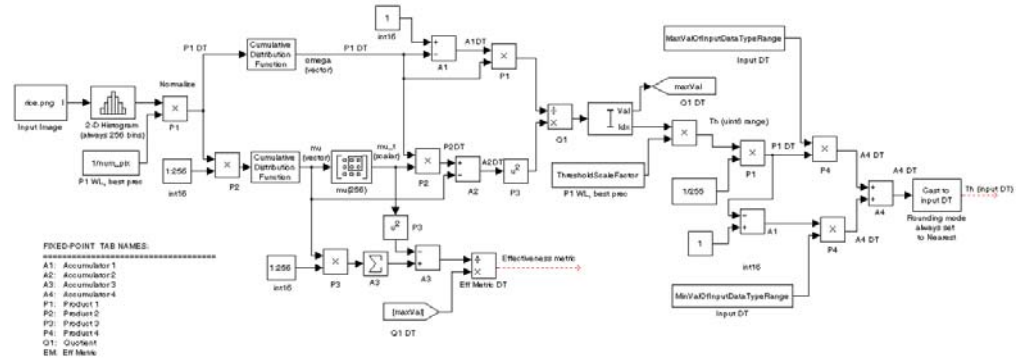 rice.png I
Input Image
2-D Histogram
(always 256 bins)
Normalize
P1
1/num_pix
P1 WL, best prec
P1 DT
Cumulative
Distribution
Function
omega
(vector)
P1 DT
1
int16
A1
A1DT
P1
1:256
int16
P2
Cumulative
Distribution
Function
mu
(vector)
mu(256)
mu_t
(scalar)
P2
P2DT
A2
A2DT
u²
P3
u²
P3
1:256
int16
P3
A3
A3
Effectiveness metric
Eff Metric DT
[maxVal]
Q1 DT
Q1
Val
Idx
maxVal
Q1 DT
ThresholdScaleFactor
P1 WL, best prec
Th (uint8 range)
1/255
P1
P1 DT
MaxValOfInputDataTypeRange
Input DT
P4
A4 DT
1
int16
A1
P4
A4 DT
MinValOfInputDataTypeRange
Input DT
A4
A4 DT
Cast to
input DT
Rounding mode
always set
to Nearest
Th (input DT)
FIXED-POINT TAB NAMES:
A1: Accumulator 1
A2: Accumulator 2
A3: Accumulator 3
A4: Accumulator 4
P1: Product 1
P2: Product 2
P3: Product 3
P4: Product 4
Q1: Quotient
EM: Eff Metric